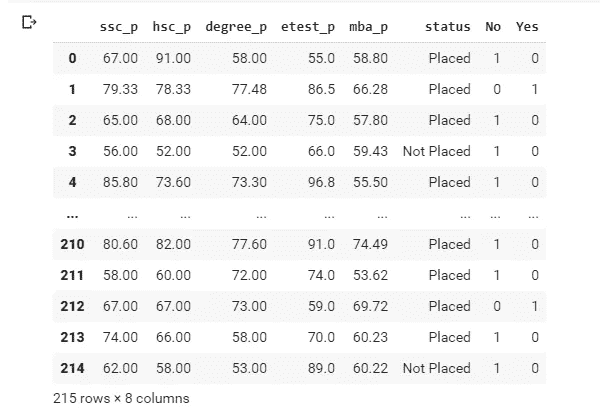 ssc_p hsc_p degree_p etest_p mba_p status No Yes
0 67.00 91.00 58.00 55.0 58.80 Placed 1 0
1 79.33 78.33 77.48 86.5 66.28 Placed 0 1
2 65.00 68.00 64.00 75.0 57.80 Placed 1 0
3 56.00 52.00 52.00 66.0 59.43 Not Placed 1 0
4 85.80 73.60 73.30 96.8 55.50 Placed 1 0
... ... ... ... ... ... ... ... ...
210 80.60 82.00 77.60 91.0 74.49 Placed 1 0
211 58.00 60.00 72.00 74.0 53.62 Placed 1 0
212 67.00 67.00 73.00 59.0 69.72 Placed 0 1
213 74.00 66.00 58.00 70.0 60.23 Placed 1 0
214 62.00 58.00 53.00 89.0 60.22 Not Placed 1 0
215 rows × 8 columns